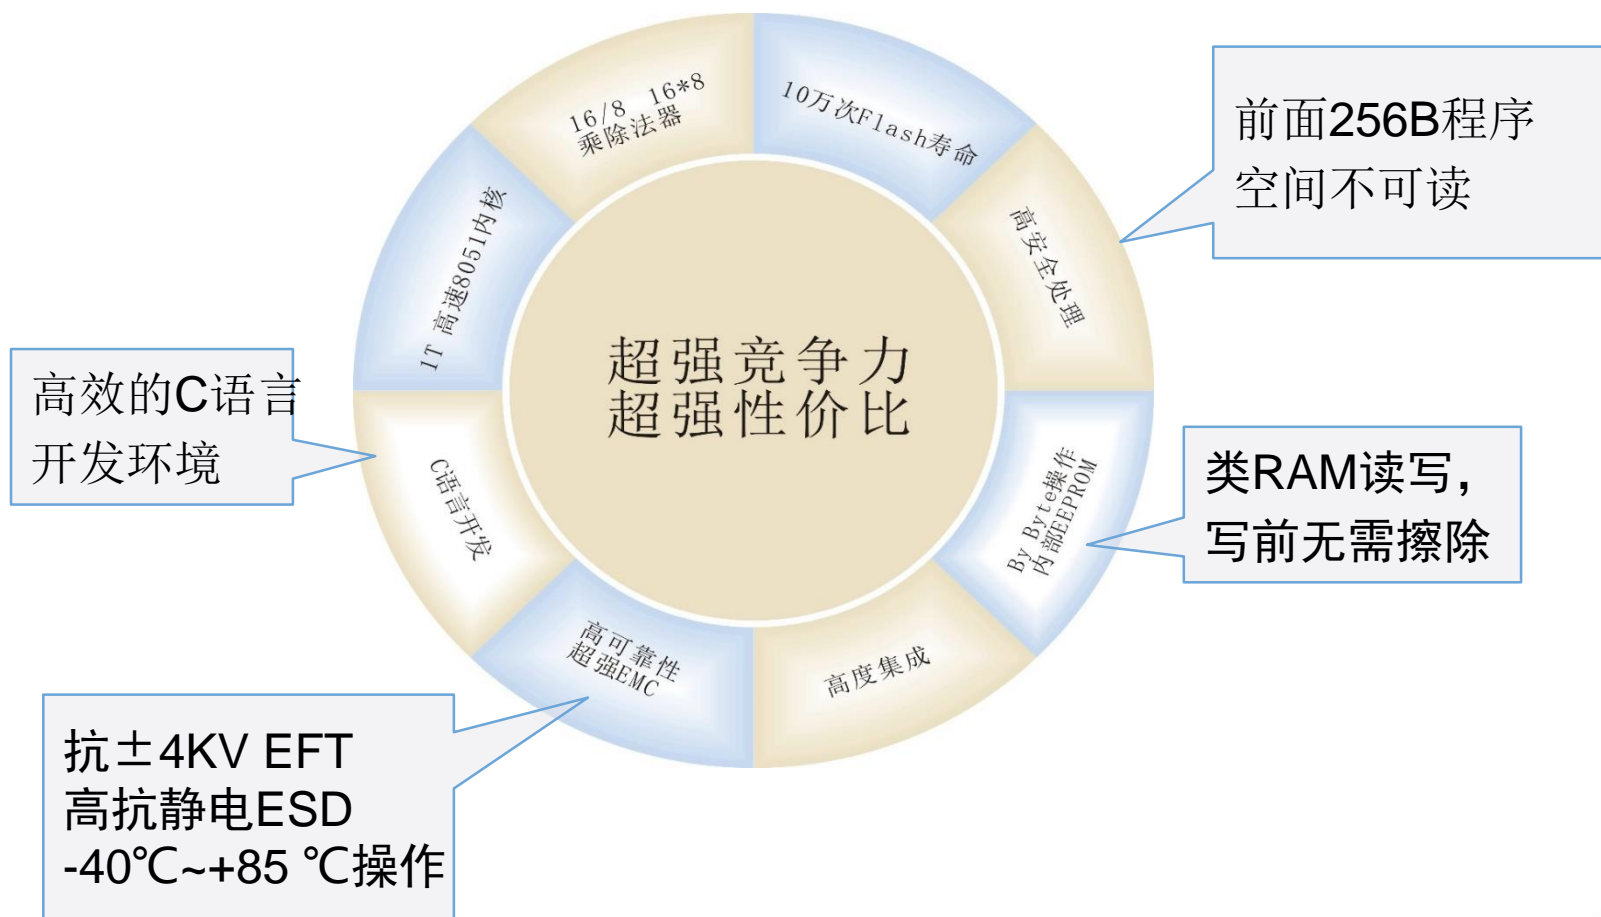 16/8 16*8
乘除法器
10万次Flash寿命
前面256B程序
空间不可读
高安全处理
1T 高速8051内核
超强竞争力
超强性价比
高效的C语言
开发环境
C语言开发
By Byte操作
内部EEPROM
类RAM读写，
写前无需擦除
高可靠性
超强EMC
高度集成
抗±4KV EFT
高抗静电ESD
-40℃~+85 ℃操作